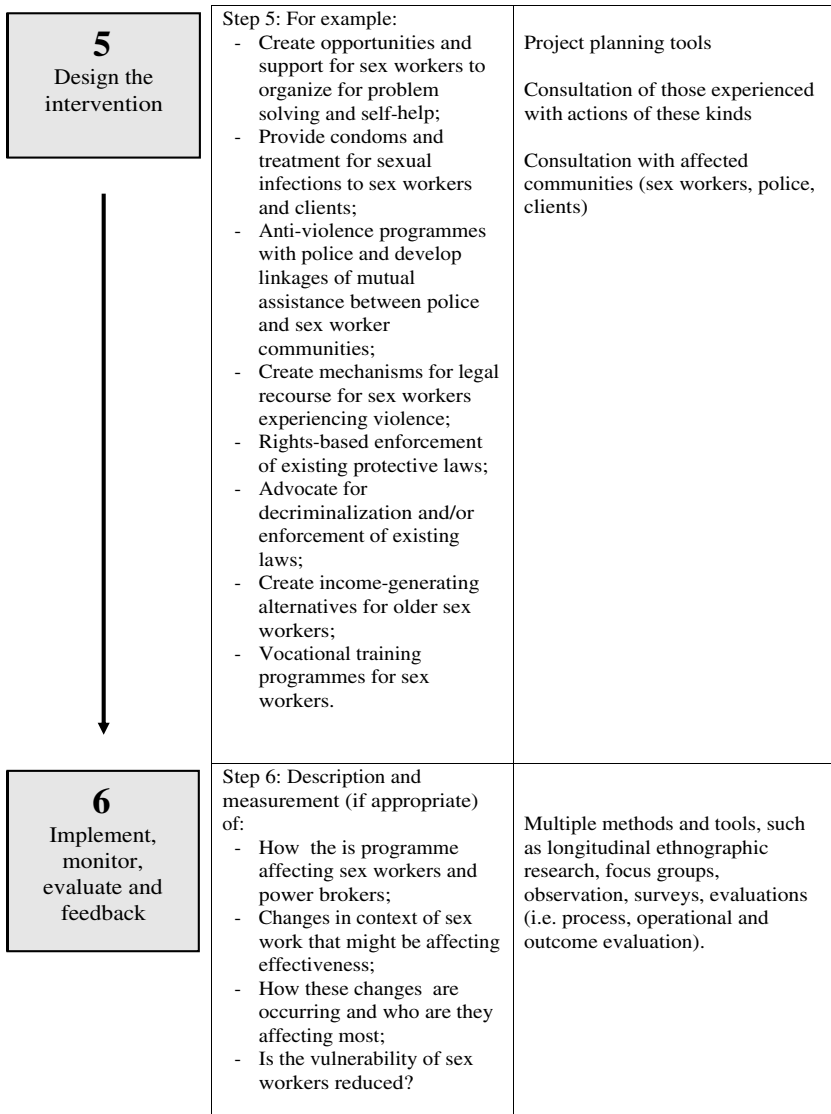 5
Design the
intervention
Step 5: For example:
- Create opportunities and
support for sex workers to
organize for problem
solving and self-help;
- Provide condoms and
treatment for sexual
infections to sex workers
and clients;
- Anti-violence programmes
with police and develop
linkages of mutual
assistance between police
and sex worker
communities;
- Create mechanisms for legal
recourse for sex workers
experiencing violence;
- Rights-based enforcement
of existing protective laws;
- Advocate for
decriminalization and/or
enforcement of existing
laws;
- Create income-generating
alternatives for older sex
workers;
- Vocational training
programmes for sex
workers.
Project planning tools
Consultation of those experienced
with actions of these kinds
Consultation with affected
communities (sex workers, police,
clients)
6
Implement,
monitor,
evaluate and
feedback
Step 6: Description and
measurement (if appropriate)
of:
- How the is programme
affecting sex workers and
power brokers;
- Changes in context of sex
work that might be affecting
effectiveness;
- How these changes are
occurring and who are they
affecting most;
- Is the vulnerability of sex
workers reduced?
Multiple methods and tools, such
as longitudinal ethnographic
research, focus groups,
observation, surveys, evaluations
(i.e. process, operational and
outcome evaluation).